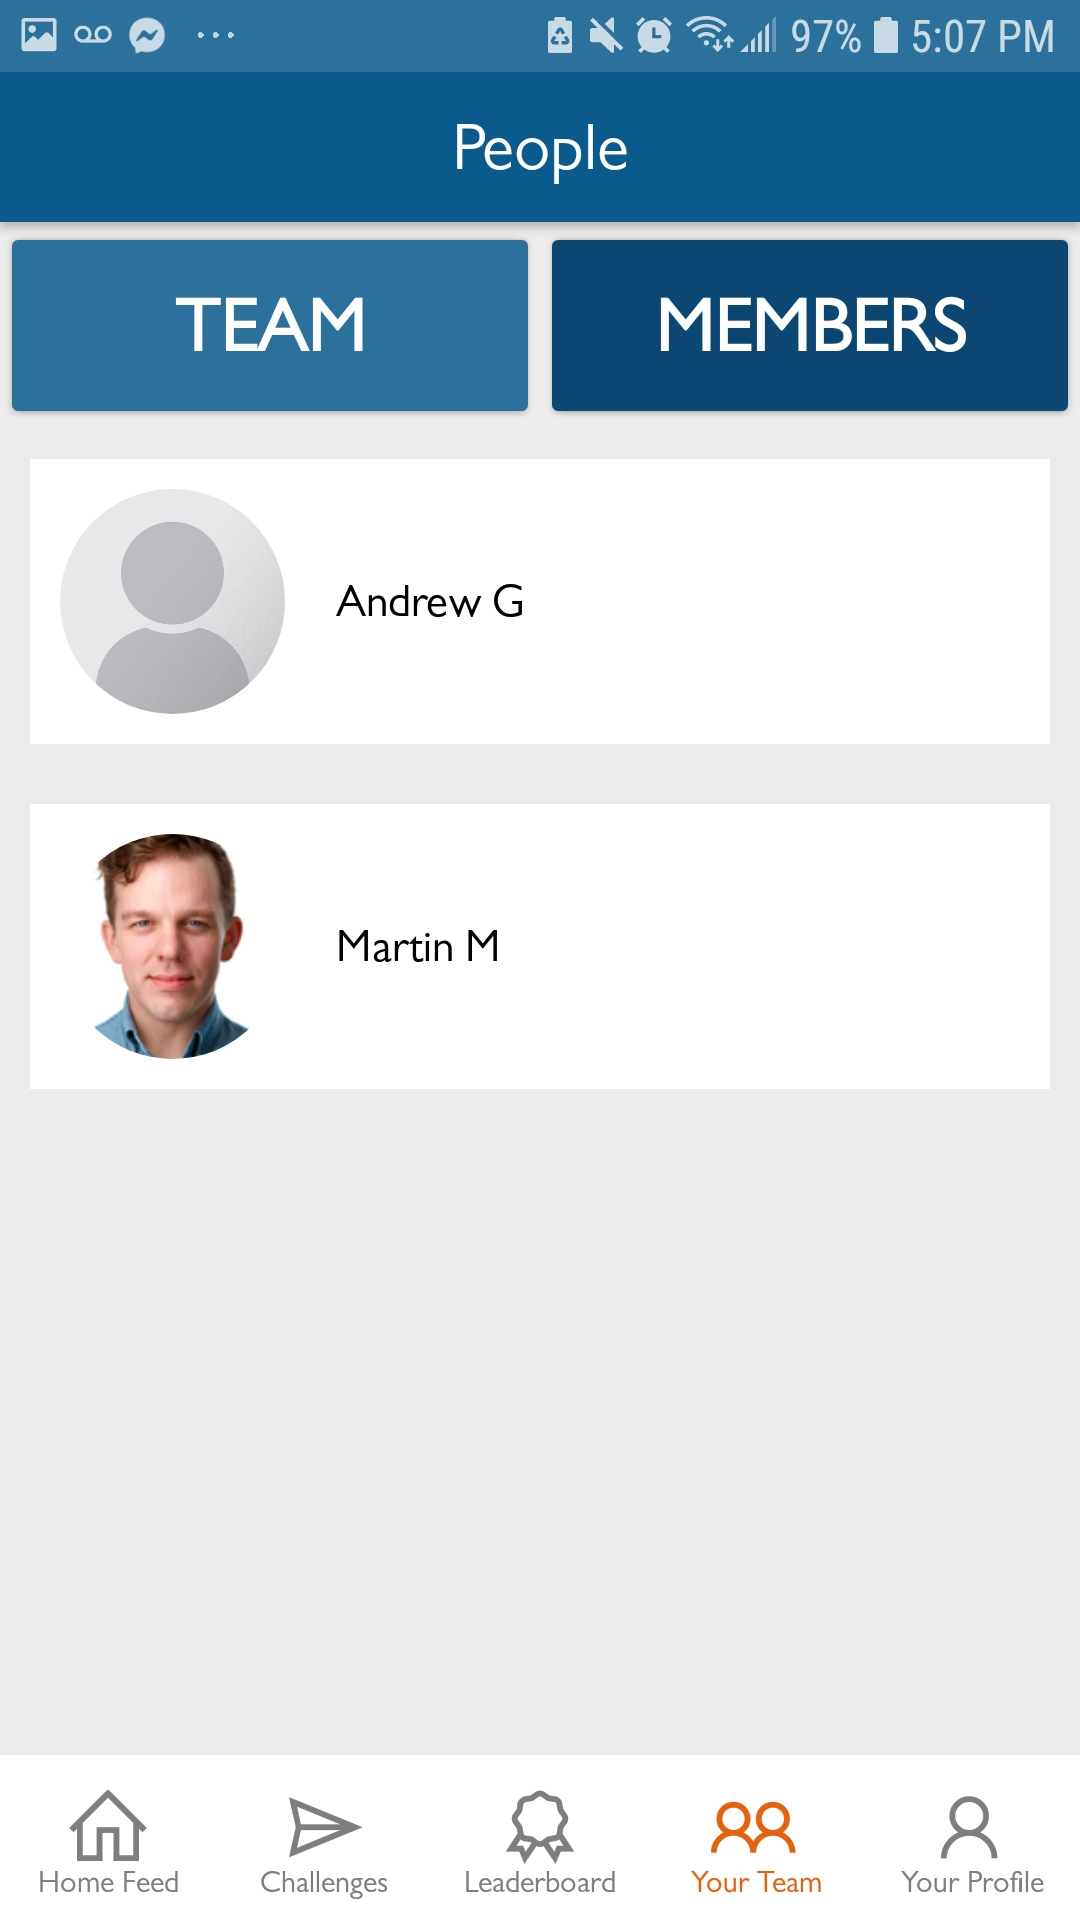 97% 5:07 PM
People
TEAM MEMBERS
Andrew G
Martin M
Home Feed Challenges Leaderboard Your Team Your Profile